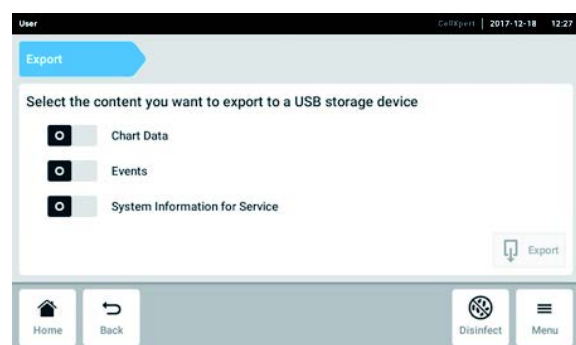 User CellXpert 2017-12-18 12:27
Export
Select the content you want to export to a USB storage device
Chart Data
Events
System Information for Service
Export
Home Back Disinfect Menu